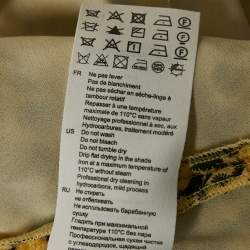 FR
Ne pas laver
Ne pas de blanchiment
Ne pas sécher en sèche-linge à
tambour rotatif
Repasser à une température
maximale de 110°C sans vapeur
Nettoyage professionnel à sec, aux
Hydrocarbures, traitement modéré
US
Do not wash
Do not bleach
Do not tumble dry
Drip flat drying in the shade
Iron at a maximum temperature of
110°C without steam
Professional dry cleaning in
hydrocarbons, mild process
RU
Не стирать
не отбеливать
Не использовать барабанную
сушку
Гладить при максимальной
температуре 110°C без пара
Профессиональная сухая чистка
с углеводородом, щадящий